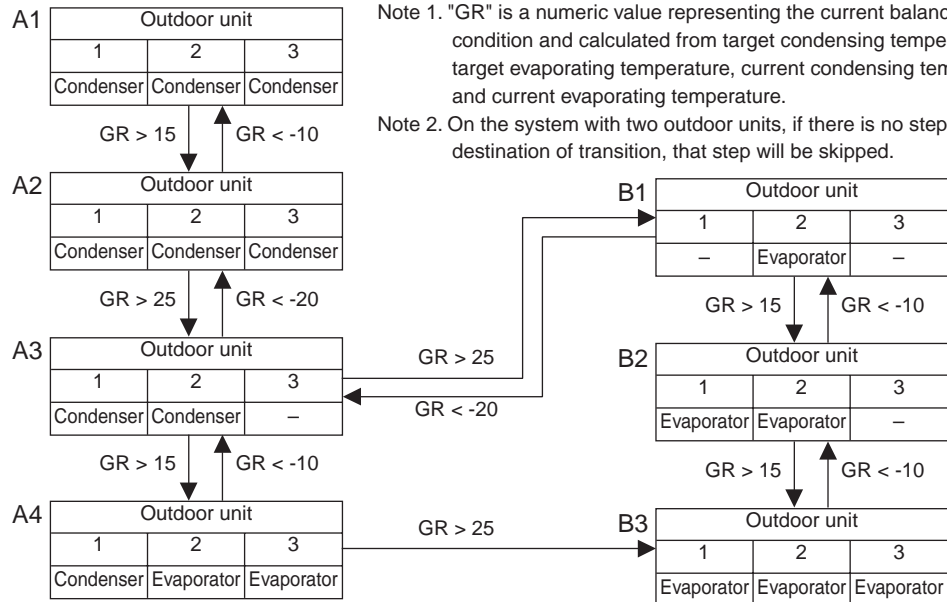 Note 1. "GR" is a numeric value representing the current balance
condition and calculated from target condensing
target evaporating temperature, current condensing
and current evaporating temperature.
Note 2. On the system with two outdoor units, if there is no step
destination of transition, that step will be skipped.
A1
Outdoor unit
1 2 3
Condenser Condenser Condenser
GR > 15 GR < -10
A2
Outdoor unit
1 2 3
Condenser Condenser Condenser
GR > 25 GR < -20
A3
Outdoor unit
1 2 3
Condenser Condenser –
GR > 15 GR < -10
A4
Outdoor unit
1 2 3
Condenser Evaporator Evaporator
GR > 25
GR < -20
GR > 25
B1
Outdoor unit
1 2 3
– Evaporator –
GR > 15 GR < -10
B2
Outdoor unit
1 2 3
Evaporator Evaporator –
GR > 15 GR < -10
B3
Outdoor unit
1 2 3
Evaporator Evaporator Evaporator